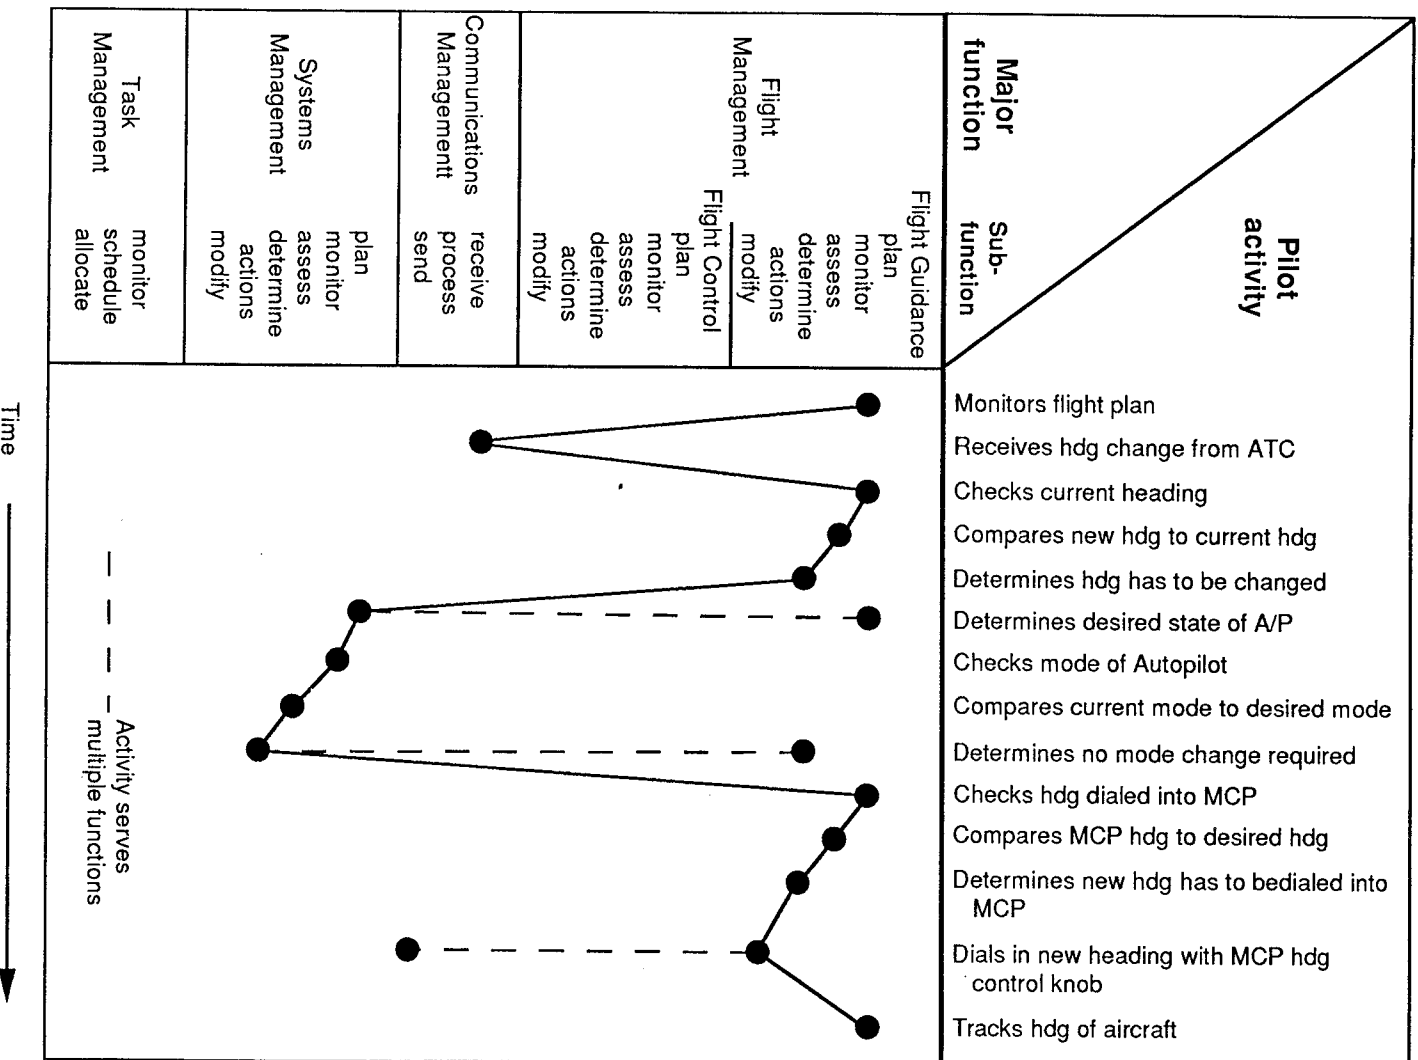 Pilot
activity
Major
function
Sub-
function
Flight
Management
Flight Guidance
plan
monitor
assess
determine
actions
modify
Flight Control
plan
monitor
assess
determine
actions
modify
Communications
Managementt
receive
process
send
Systems
Management
plan
monitor
assess
determine
actions
modify
Task
Management
monitor
schedule
allocate
Monitors flight plan
Receives hdg change from ATC
Checks current heading
Compares new hdg to current hdg
Determines hdg has to be changed
Determines desired state of A/P
Checks mode of Autopilot
Compares current mode to desired mode
Determines no mode change required
Checks hdg dialed into MCP
Compares MCP hdg to desired hdg
Determines new hdg has to bedialed into
MCP
Dials in new heading with MCP hdg
control knob
Tracks hdg of aircraft
Activity serves
multiple functions
Time